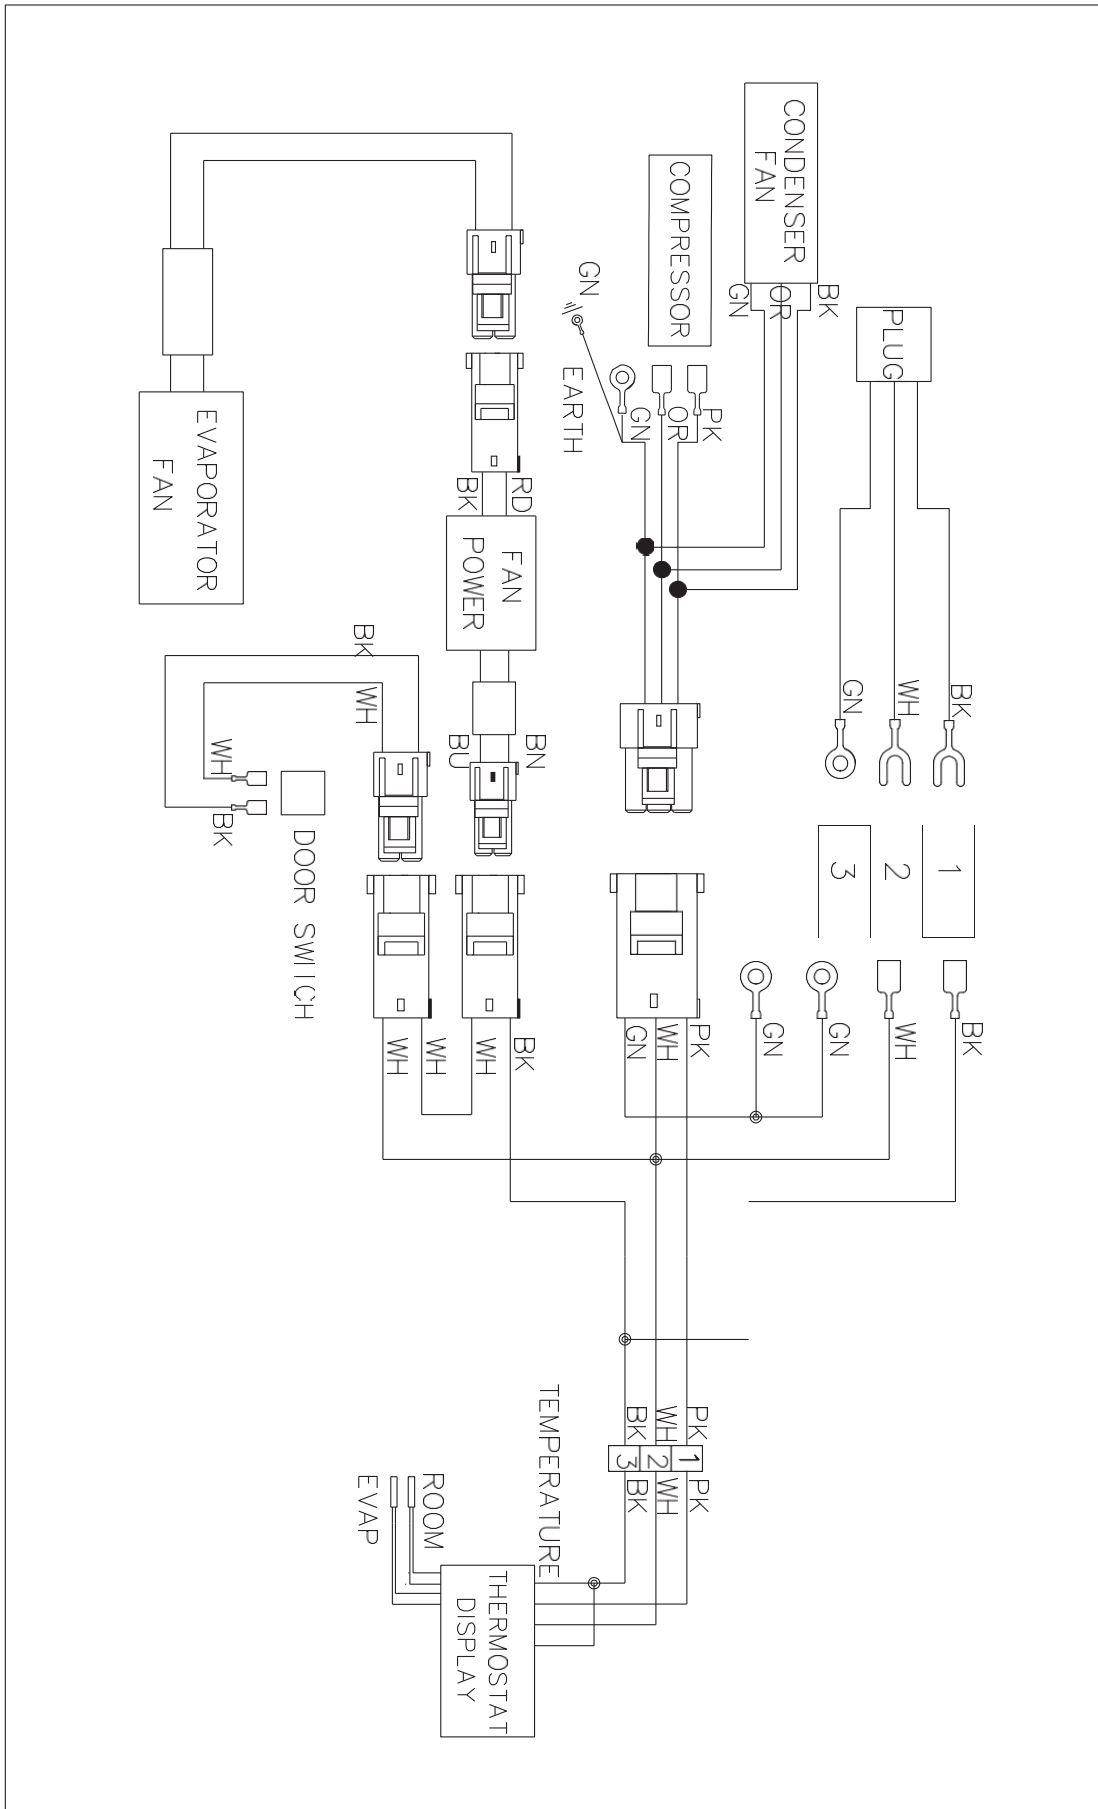 PLUG
BK
WH
GN
1
2
3
BK
WH
GN
GN
CONDENSER
FAN
BK
OR
GN
COMPRESSOR
PK
OR
GN
GN
EARTH
PK
WH
GN
PK
WH
BK
1
2
3
PK
WH
BK
TEMPERATURE
THERMOSTAT
DISPLAY
ROOM
EVAP
RD
BK
FAN
POWER
BN
BU
BK
WH
WH
WH
EVAPORATOR
FAN
BK
WH
WH
BK
DOOR SWIICH